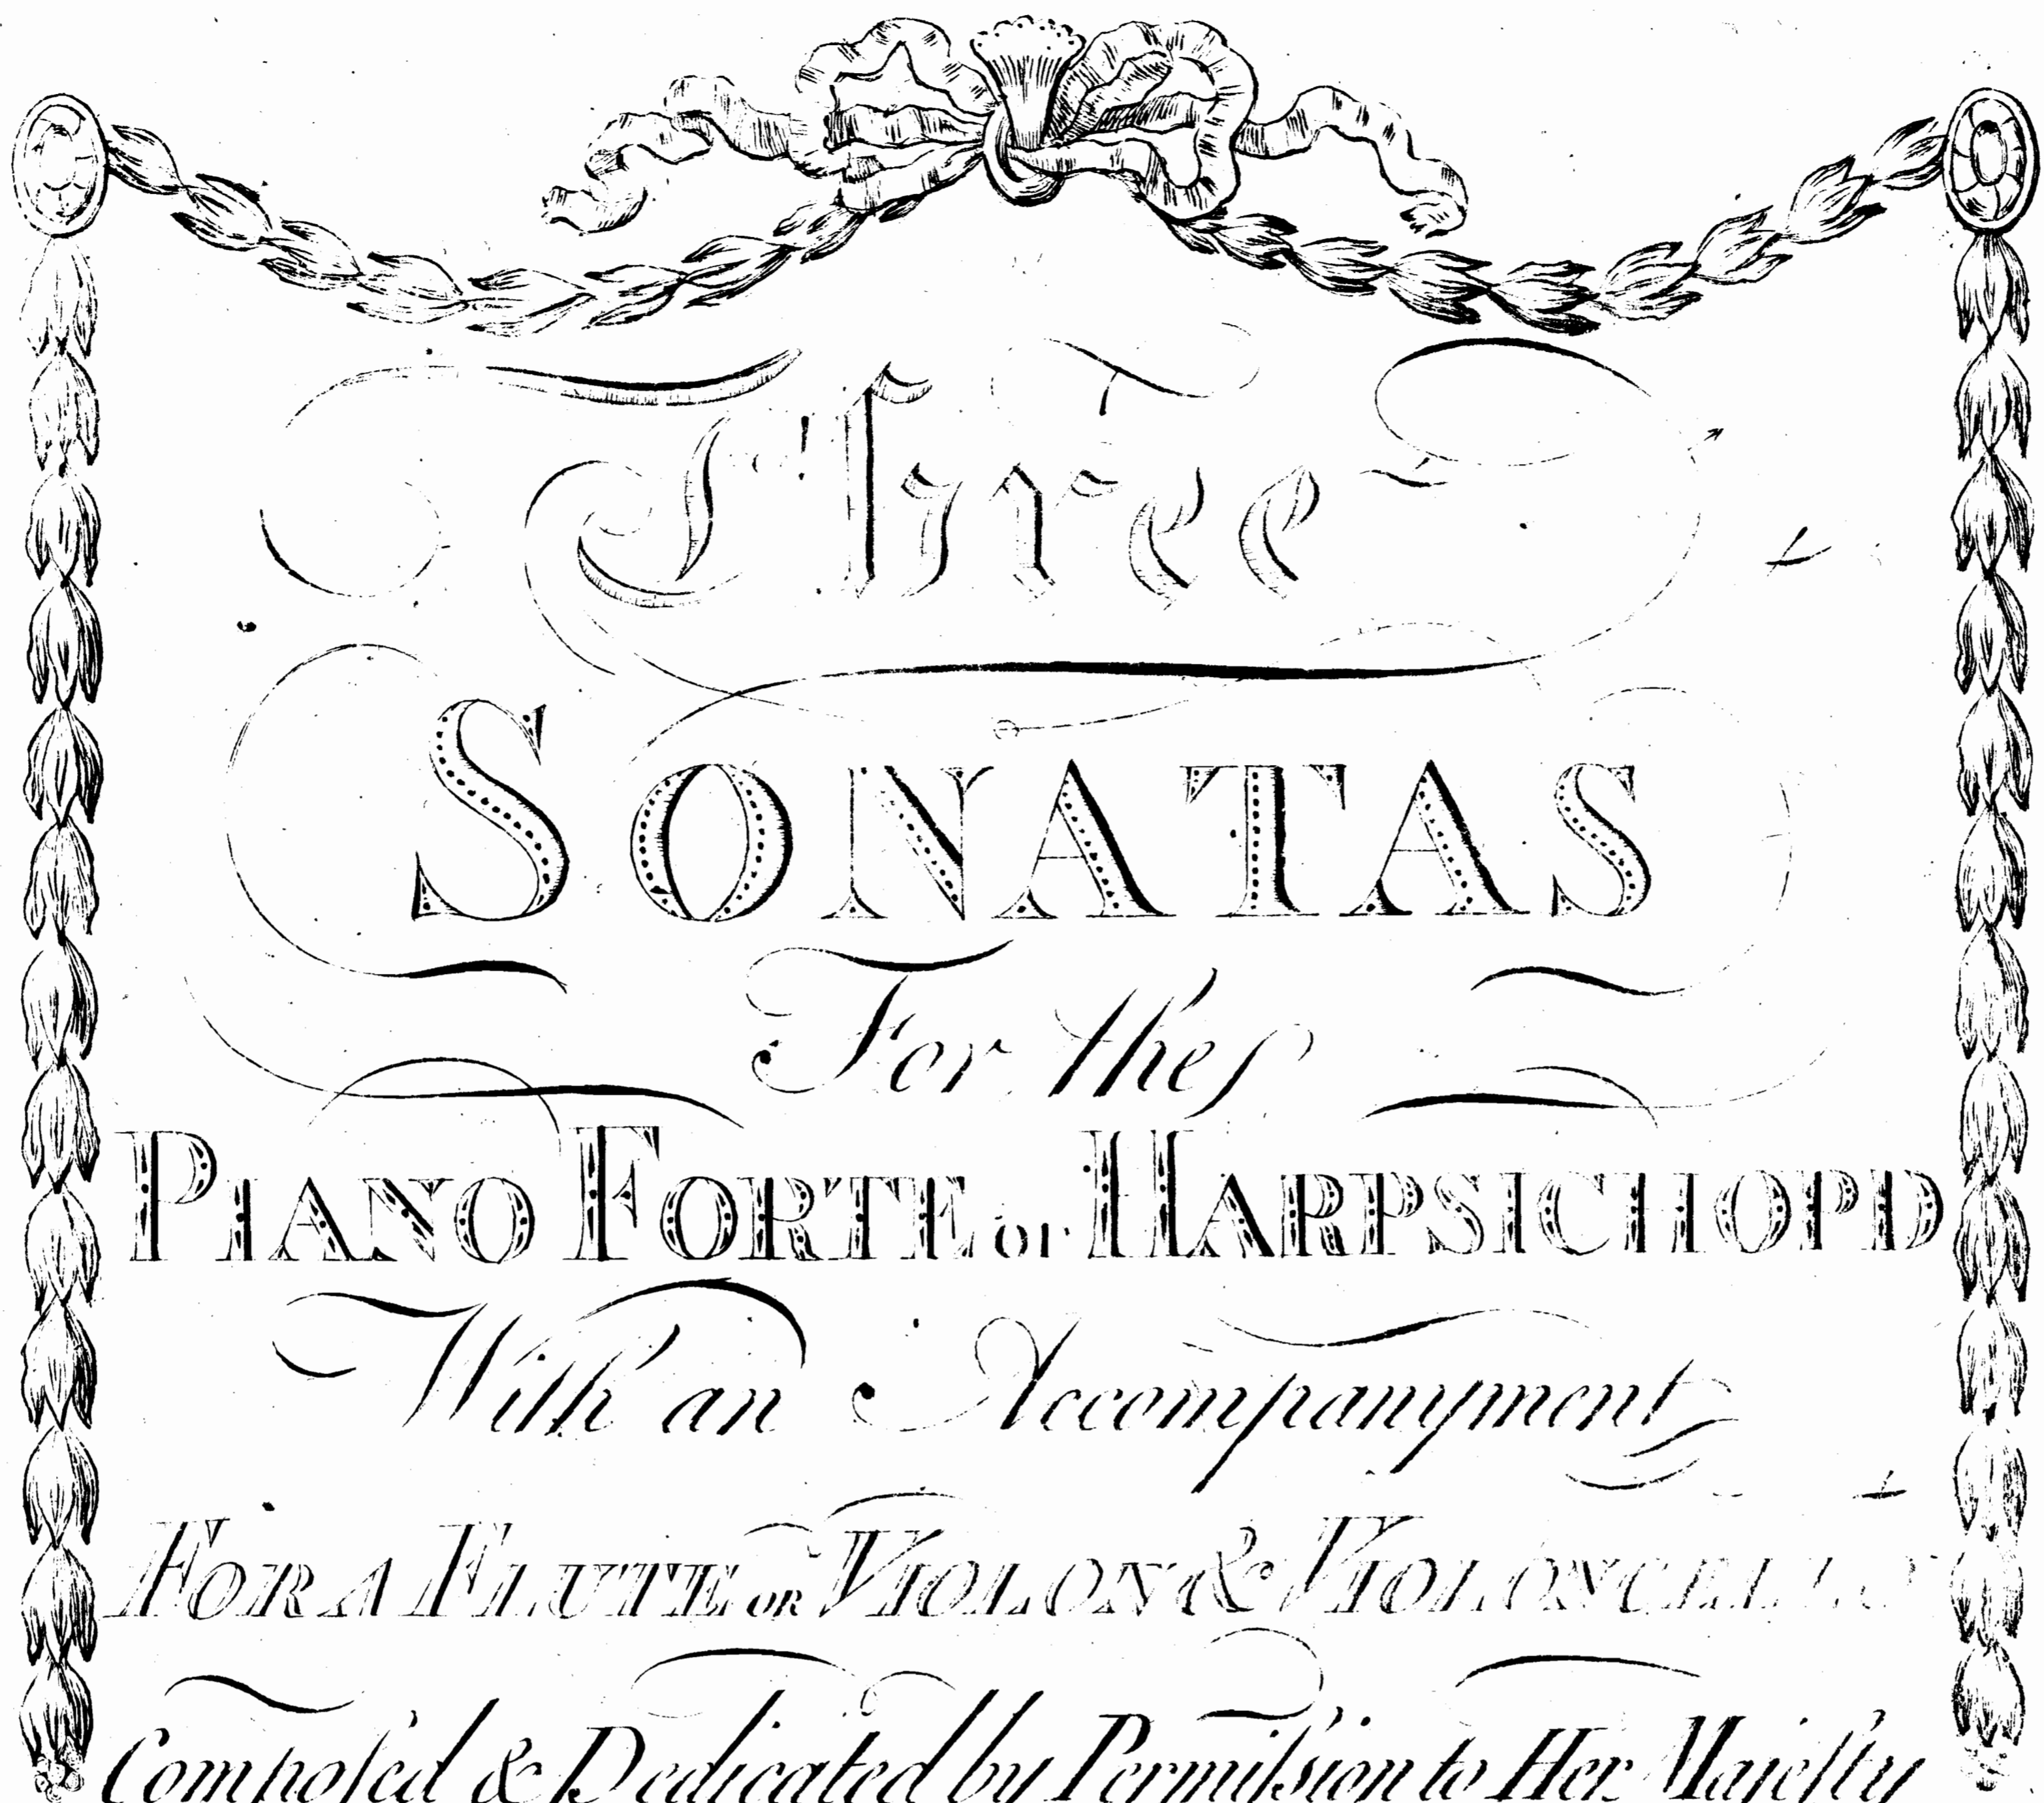 Three
SONATAS
For the
PIANO FORTE or HARPSICHORD
With an Accompanyment
FOR A FLUTE OR VIOLON & VIOLONCELLO
Compoſed & Dedicated by Permiſsion to Her Majeſty